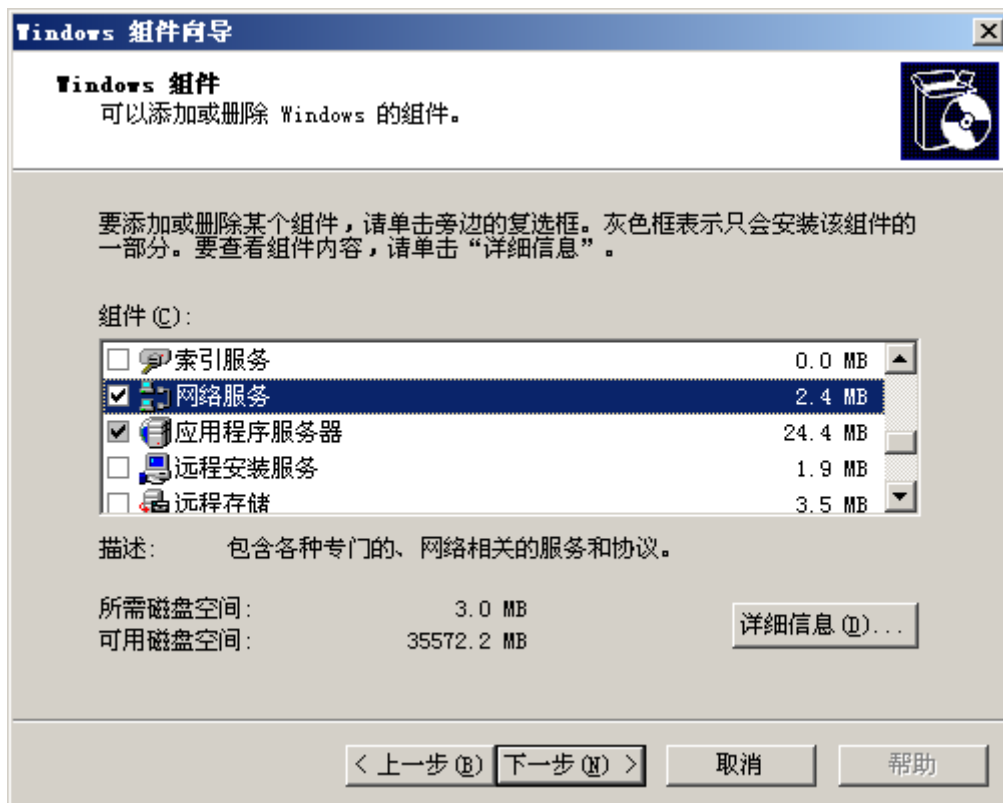 Windows 组件向导
Windows 组件
可以添加或删除 Windows 的组件。
要添加或删除某个组件，请单击旁边的复选框。灰色框表示只会安装该组件的
一部分。要查看组件内容，请单击“详细信息”。
组件(C):
索引服务 0.0 MB
网络服务 2.4 MB
应用程序服务器 24.4 MB
远程安装服务 1.9 MB
远程存储 3.5 MB
描述: 包含各种专门的、网络相关的服务和协议。
所需磁盘空间: 3.0 MB
可用磁盘空间: 35572.2 MB
详细信息(D)...
< 上一步(B) 下一步(N) > 取消 帮助